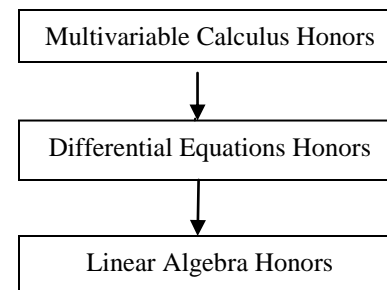 Multivariable Calculus Honors
Differential Equations Honors
Linear Algebra Honors